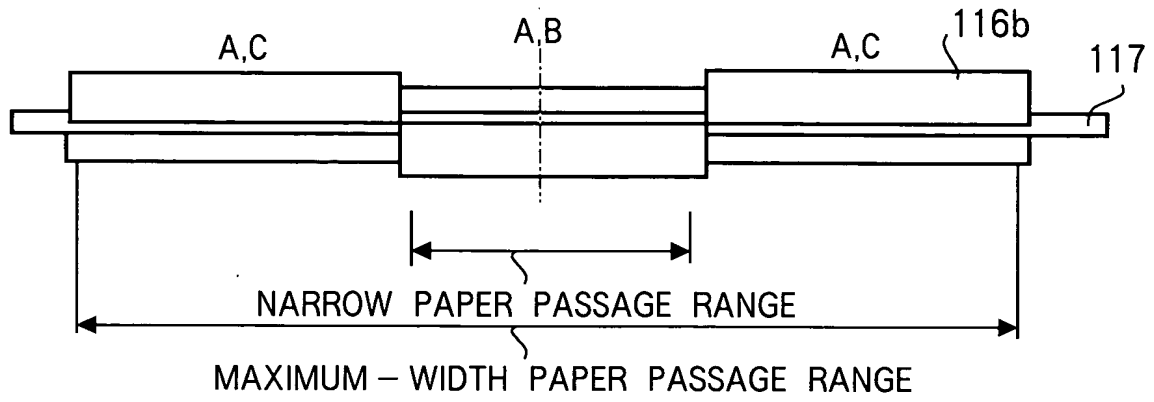 116b
A,B
A,C
A,C
117
NARROW PAPER PASSAGE RANGE
MAXIMUM – WIDTH PAPER PASSAGE RANGE